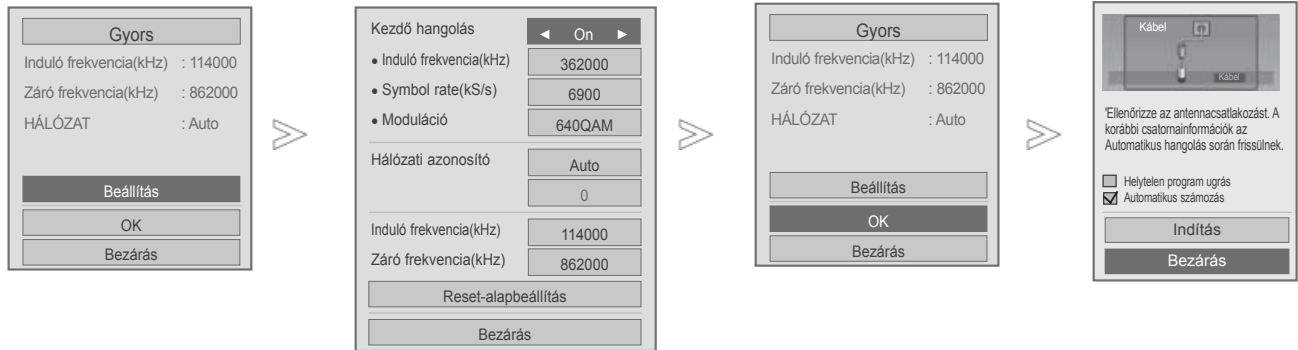 Gyors
Induló frekvencia(kHz) : 114000
Záró frekvencia(kHz) : 862000
HÁLÓZAT : Auto
Beállítás
OK
Bezárás
Kezdő hangolás ◄ On ►
• Induló frekvencia(kHz) 362000
• Symbol rate(kS/s) 6900
• Moduláció 640QAM
Hálózati azonosító Auto
0
Induló frekvencia(kHz) 114000
Záró frekvencia(kHz) 862000
Reset-alapbeállítás
Bezárás
Gyors
Induló frekvencia(kHz) : 114000
Záró frekvencia(kHz) : 862000
HÁLÓZAT : Auto
Beállítás
OK
Bezárás
Kábel
Kábel
'Ellenőrizze az antennacsatlakozást. A
korábbi csatornainformációk az
Automatikus hangolás során frissülnek.
Helytelen program ugrás
Automatikus számozás
Indítás
Bezárás